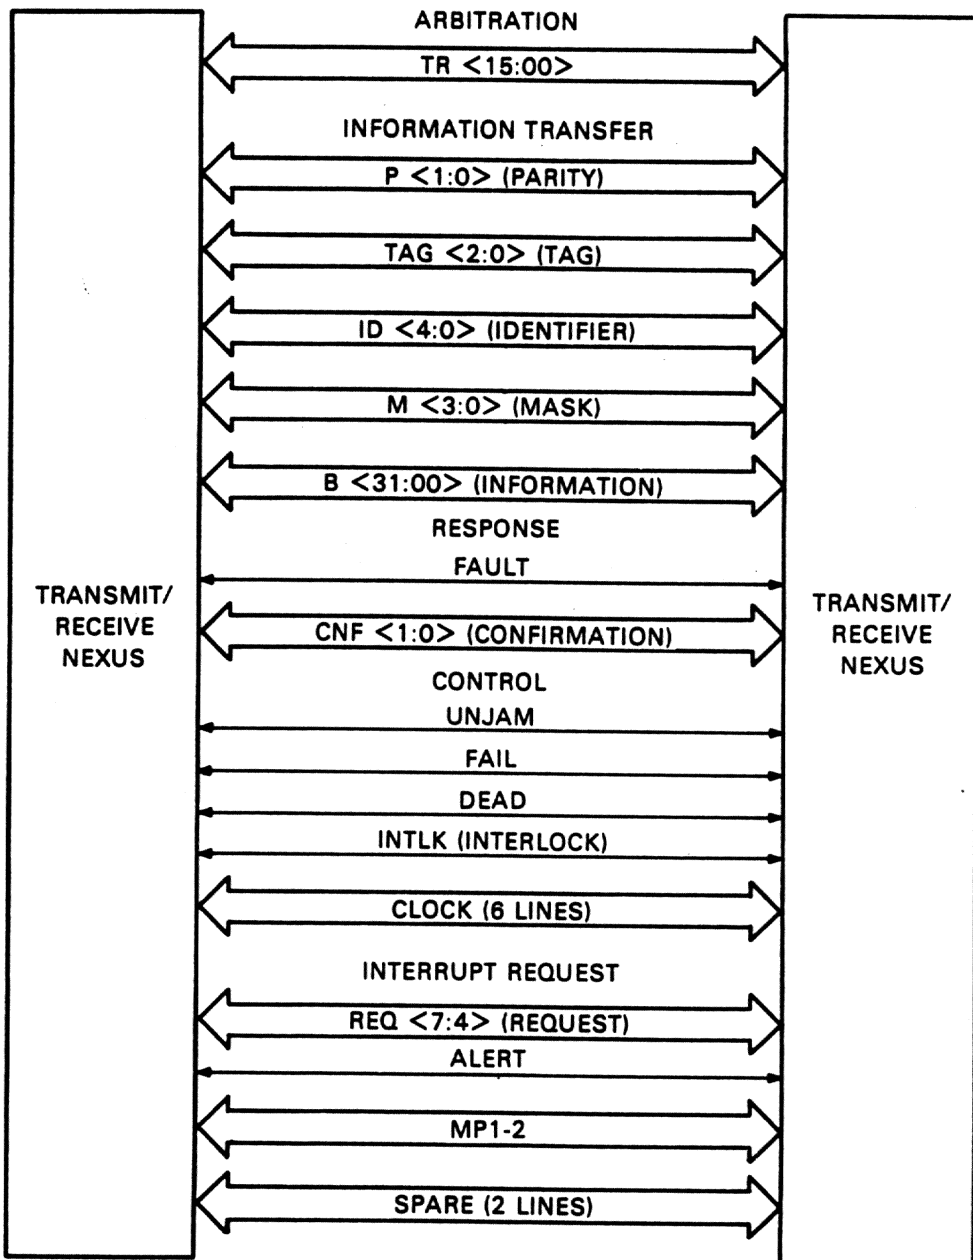 ARBITRATION
TR <15:00>
INFORMATION TRANSFER
P <1:0> (PARITY)
TAG <2:0> (TAG)
ID <4:0> (IDENTIFIER)
M <3:0> (MASK)
B <31:00> (INFORMATION)
RESPONSE
FAULT
TRANSMIT/
RECEIVE
NEXUS
CNF <1:0> (CONFIRMATION)
TRANSMIT/
RECEIVE
NEXUS
CONTROL
UNJAM
FAIL
DEAD
INTLK (INTERLOCK)
CLOCK (6 LINES)
INTERRUPT REQUEST
REQ <7:4> (REQUEST)
ALERT
MP1-2
SPARE (2 LINES)